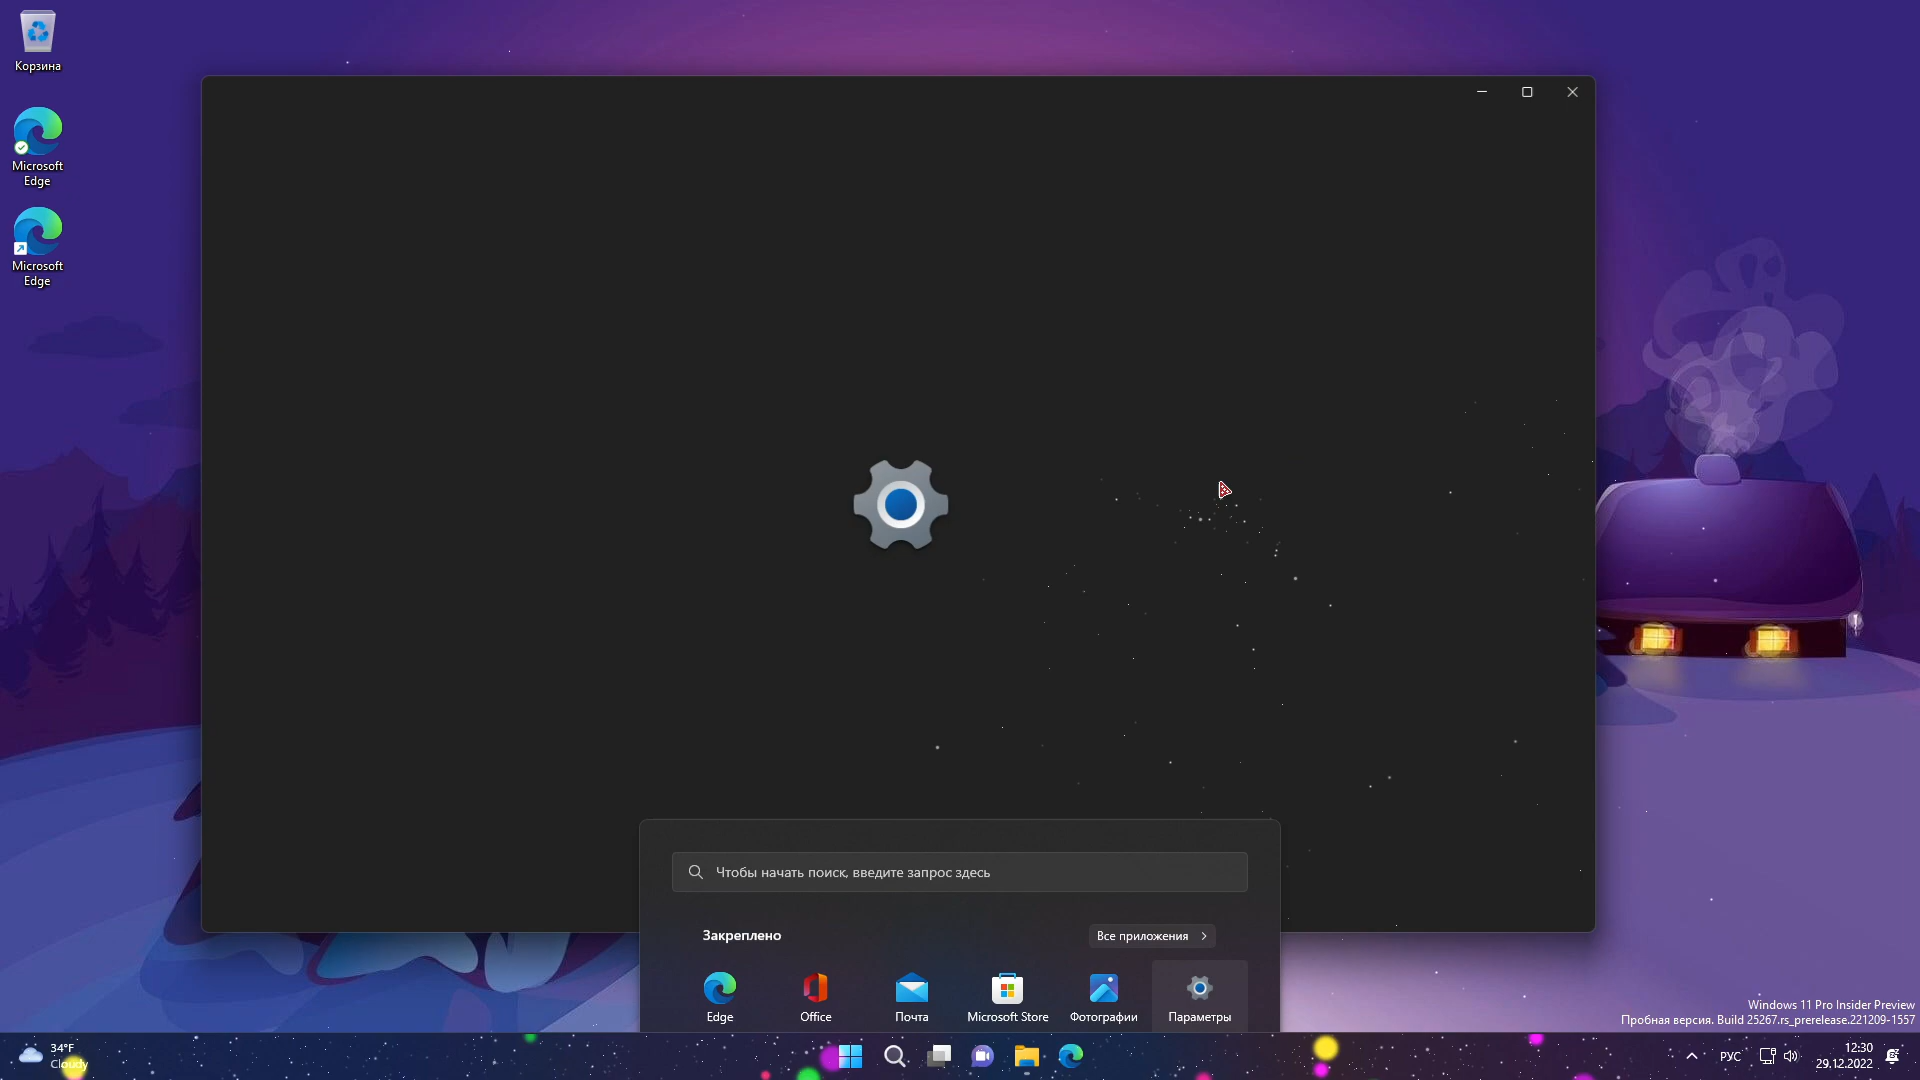 Корзина
Microsoft
Edge
Microsoft
Edge
Чтобы начать поиск, введите запрос здесь
Закреплено
Все приложения
Edge
Office
Почта
Microsoft Store
Фотографии
Параметры
Windows 11 Pro Insider Preview
Пробная версия. Build 25267.rs_prerelease.221209-1557
34°F
Cloudy
РУС
12:30
29.12.2022